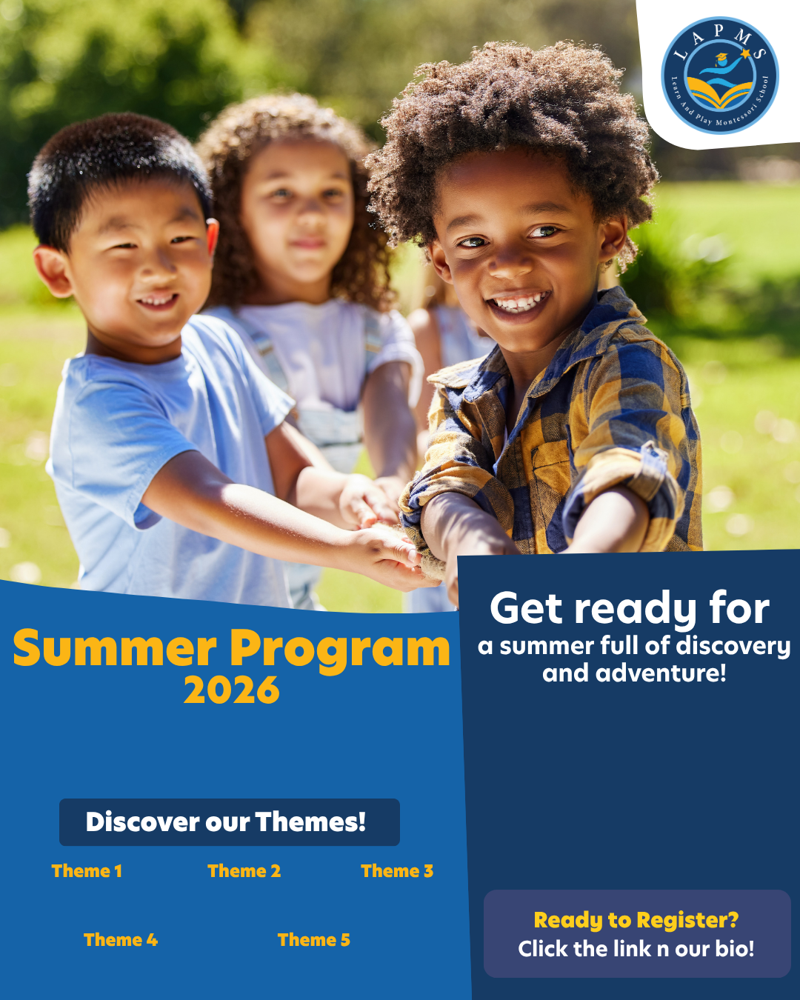 LAPMS
Learn And Play Montessori School
Summer Program
2026
Get ready for
a summer full of discovery
and adventure!
Discover our Themes!
Theme 1 Theme 2 Theme 3
Theme 4 Theme 5
Ready to Register?
Click the link n our bio!